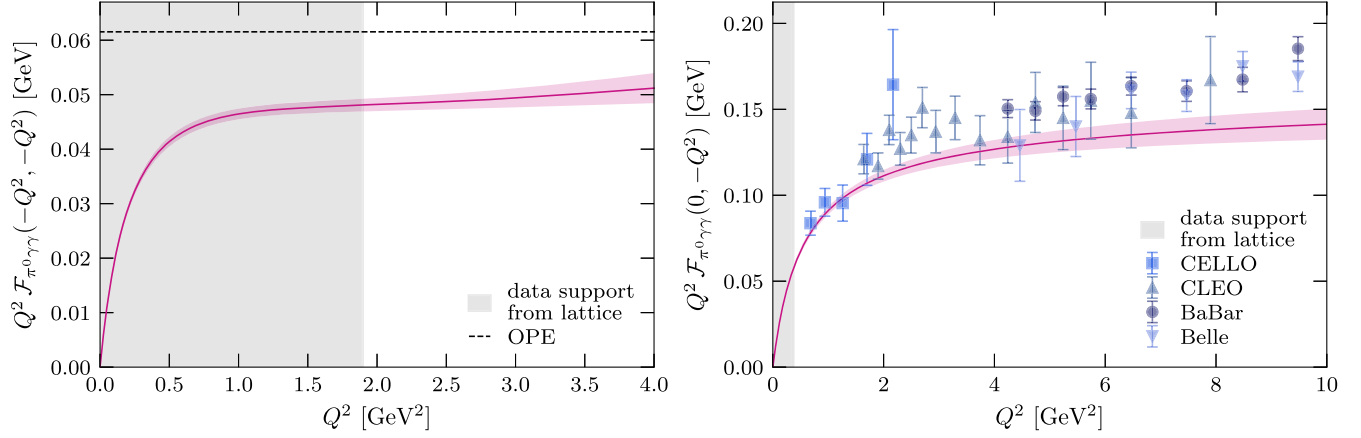 0.06
0.05
0.04
0.03
0.02
0.01
0.00
Q² 𝓕π⁰γγ(−Q², −Q²) [GeV]
data support
from lattice
OPE
0.0 0.5 1.0 1.5 2.0 2.5 3.0 3.5 4.0
Q² [GeV²]
0.20
0.15
0.10
0.05
0.00
Q² 𝓕π⁰γγ(0, −Q²) [GeV]
data support
from lattice
CELLO
CLEO
BaBar
Belle
0 2 4 6 8 10
Q² [GeV²]